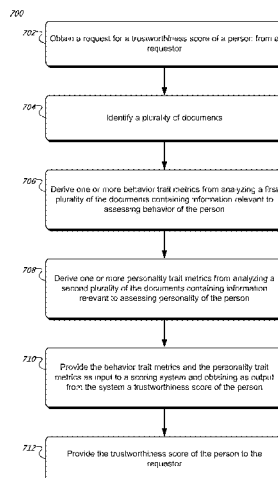 700
702
Obtain a request for a trustworthiness score of a person from a
requestor
704
Identify a plurality of documents
706
Derive one or more behavior trait metrics from analyzing a first
plurality of the documents containing information relevant to
assessing behavior of the person
708
Derive one or more personality trait metrics from analyzing a
second plurality of the documents containing information
relevant to assessing personality of the person
710
Provide the behavior trait metrics and the personality trait
metrics as input to a scoring system and obtaining as output
from the system a trustworthiness score of the person
712
Provide the trustworthiness score of the person to the
requestor